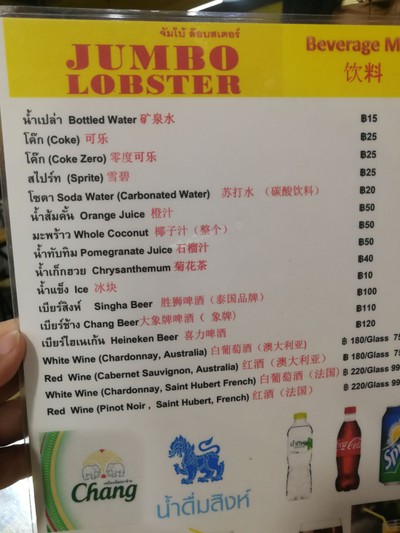 จัมโบ้ ล็อบสเตอร์
JUMBO
LOBSTER
Beverage M
饮料
น้ำเปล่า Bottled Water 矿泉水 ฿15
โค๊ก (Coke) 可乐 ฿25
โค๊ก (Coke Zero) 零度可乐 ฿25
สไปร์ท (Sprite) 雪碧 ฿25
โซดา Soda Water (Carbonated Water) 苏打水 （碳酸饮料） ฿20
น้ำส้มคั้น Orange Juice 橙汁 ฿50
มะพร้าว Whole Coconut 椰子汁（整个） ฿50
น้ำทับทิม Pomegranate Juice 石榴汁 ฿50
น้ำเก็กฮวย Chrysanthemum 菊花茶 ฿40
น้ำแข็ง Ice 冰块 ฿10
เบียร์สิงห์ Singha Beer 胜狮啤酒（泰国品牌） ฿100
เบียร์ช้าง Chang Beer大象牌啤酒（ 象牌） ฿110
เบียร์ไฮเนเก้น Heineken Beer 喜力啤酒 ฿120
White Wine (Chardonnay, Australia) 白葡萄酒（澳大利亚） ฿ 180/Glass 75
Red Wine (Cabernet Sauvignon, Australia) 红酒（澳大利亚） ฿ 180/Glass
White Wine (Chardonnay, Saint Hubert French) 白葡萄酒（法国） ฿ 220/Glass 99
Red Wine (Pinot Noir , Saint Hubert, French) 红酒（法国） ฿ 220/Glass 99
Chang
น้ำดื่มสิงห์
Coca-Cola